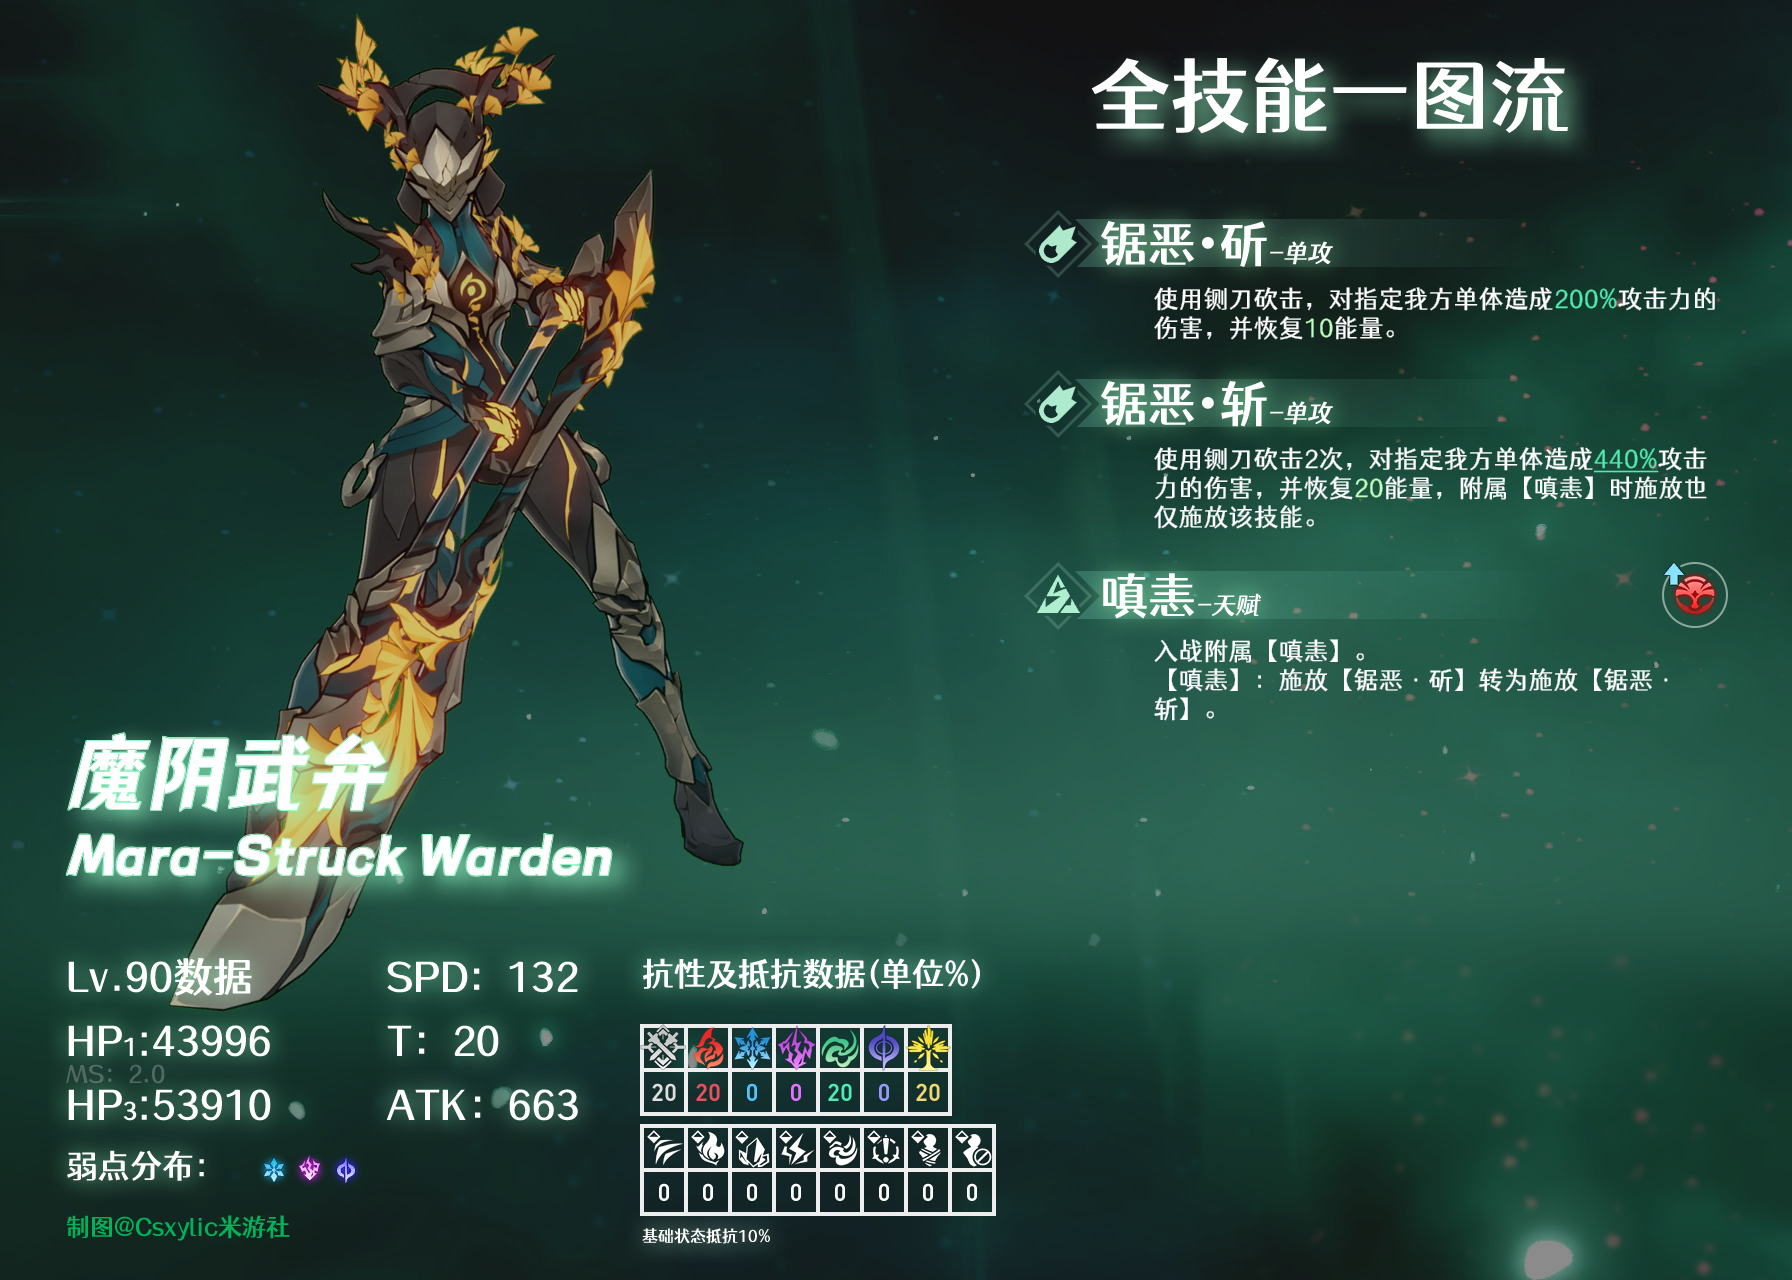 全技能一图流
锯恶·斫-单攻
使用铡刀砍击，对指定我方单体造成200%攻击力的
伤害，并恢复10能量。
锯恶·斩-单攻
使用铡刀砍击2次，对指定我方单体造成440%攻击
力的伤害，并恢复20能量，附属【嗔恚】时施放也
仅施放该技能。
嗔恚-天赋
入战附属【嗔恚】。
【嗔恚】：施放【锯恶·斫】转为施放【锯恶·
斩】。
魔阴武弁
Mara-Struck Warden
Lv.90数据
SPD: 132
HP1:43996
T: 20
MS: 2.0
HP3:53910
ATK: 663
弱点分布：
制图@Csxylic米游社
抗性及抵抗数据(单位%)
20 20 0 0 20 0 20
0 0 0 0 0 0 0 0
基础状态抵抗10%